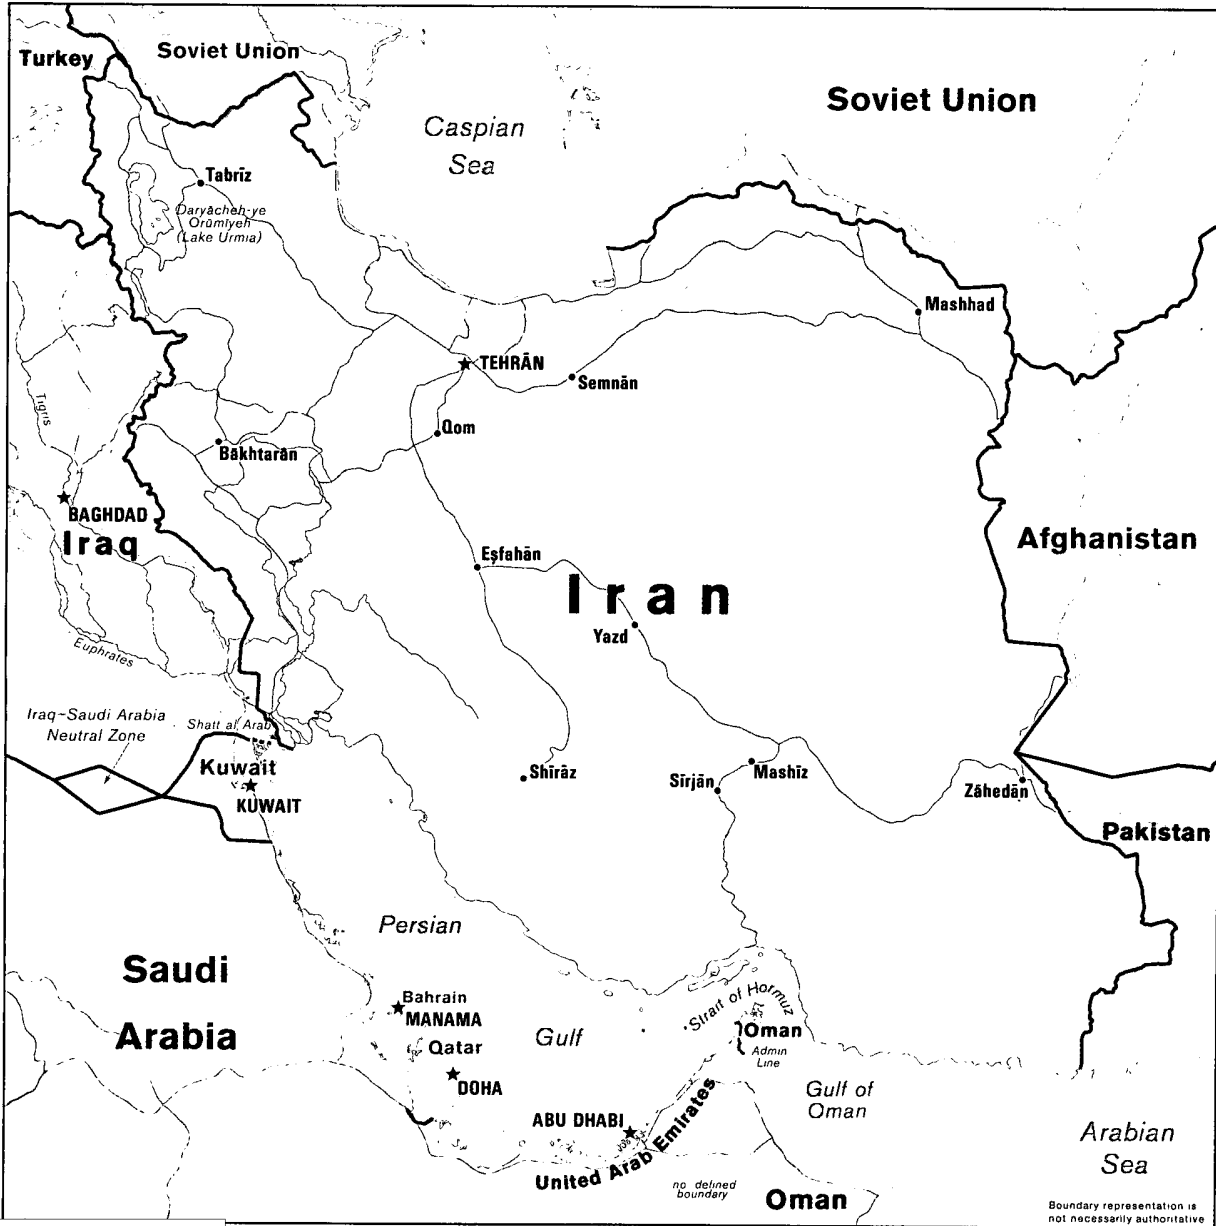 Turkey
Soviet Union
Soviet Union
Caspian
Sea
Tabrīz
Daryācheh-ye
Orūmīyeh
(Lake Urmia)
Mashhad
TEHRĀN
Semnān
Tigris
Qom
Bākhtarān
BAGHDAD
Iraq
Afghanistan
Eşfahān
Iran
Yazd
Euphrates
Iraq-Saudi Arabia
Neutral Zone
Shatt al Arab
Kuwait
KUWAIT
Shīrāz
Sīrjān
Mashīz
Zāhedān
Pakistan
Persian
Gulf
Saudi
Arabia
Bahrain
MANAMA
Qatar
DOHA
Strait of Hormuz
Oman
Admin
Line
Gulf of
Oman
ABU DHABI
United Arab Emirates
no defined
boundary
Oman
Arabian
Sea
Boundary representation is
not necessarily authoritative